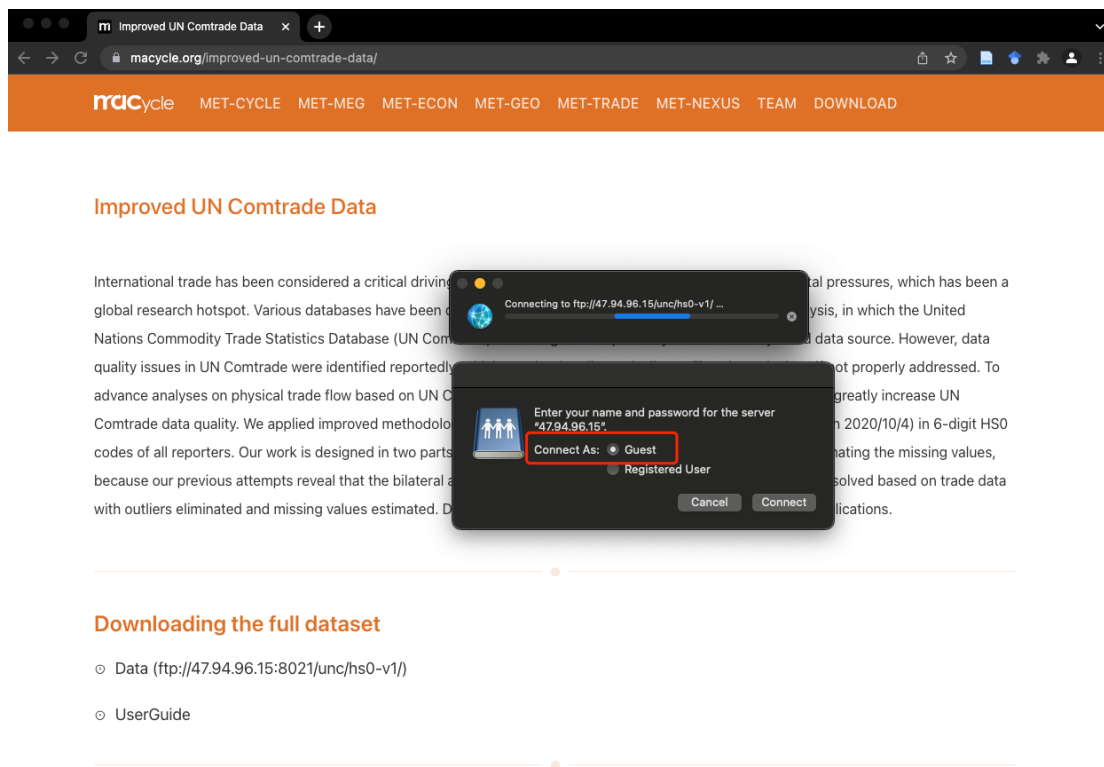 Improved UN Comtrade Data
macycle.org/improved-un-comtrade-data/
macycle MET-CYCLE MET-MEG MET-ECON MET-GEO MET-TRADE MET-NEXUS TEAM DOWNLOAD
Improved UN Comtrade Data
International trade has been considered a critical driving tal pressures, which has been a
global research hotspot. Various databases have been ysis, in which the United
Nations Commodity Trade Statistics Database (UN Com data source. However, data
quality issues in UN Comtrade were identified reportedly ot properly addressed. To
advance analyses on physical trade flow based on UN C greatly increase UN
Comtrade data quality. We applied improved methodolo n 2020/10/4) in 6-digit HS0
codes of all reporters. Our work is designed in two parts nating the missing values,
because our previous attempts reveal that the bilateral a solved based on trade data
with outliers eliminated and missing values estimated. D lications.
Connecting to ftp://47.94.96.15/unc/hs0-v1/ ...
Enter your name and password for the server
"47.94.96.15".
Connect As: Guest
Registered User
Cancel Connect
Downloading the full dataset
Data (ftp://47.94.96.15:8021/unc/hs0-v1/)
UserGuide